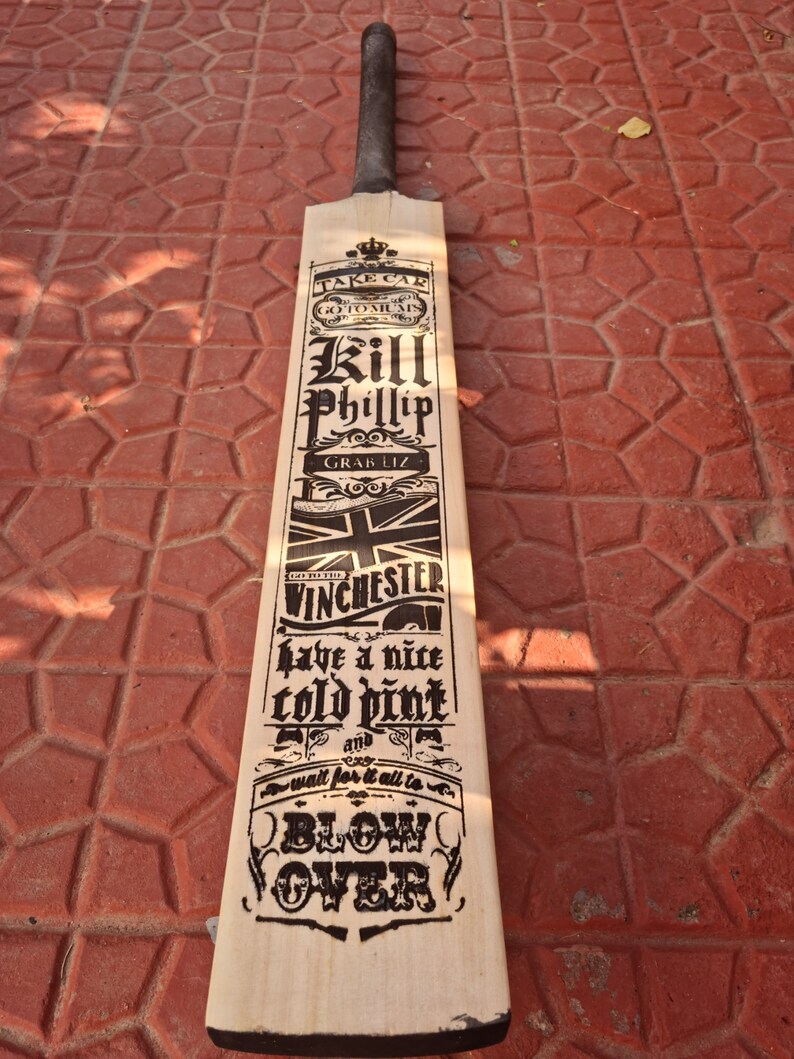 TAKE CAR
GO TO MUM'S
Kill
Phillip
GRAB LIZ
GO TO THE
WINCHESTER
have a nice
cold pint
and
wait for it all to
BLOW
OVER